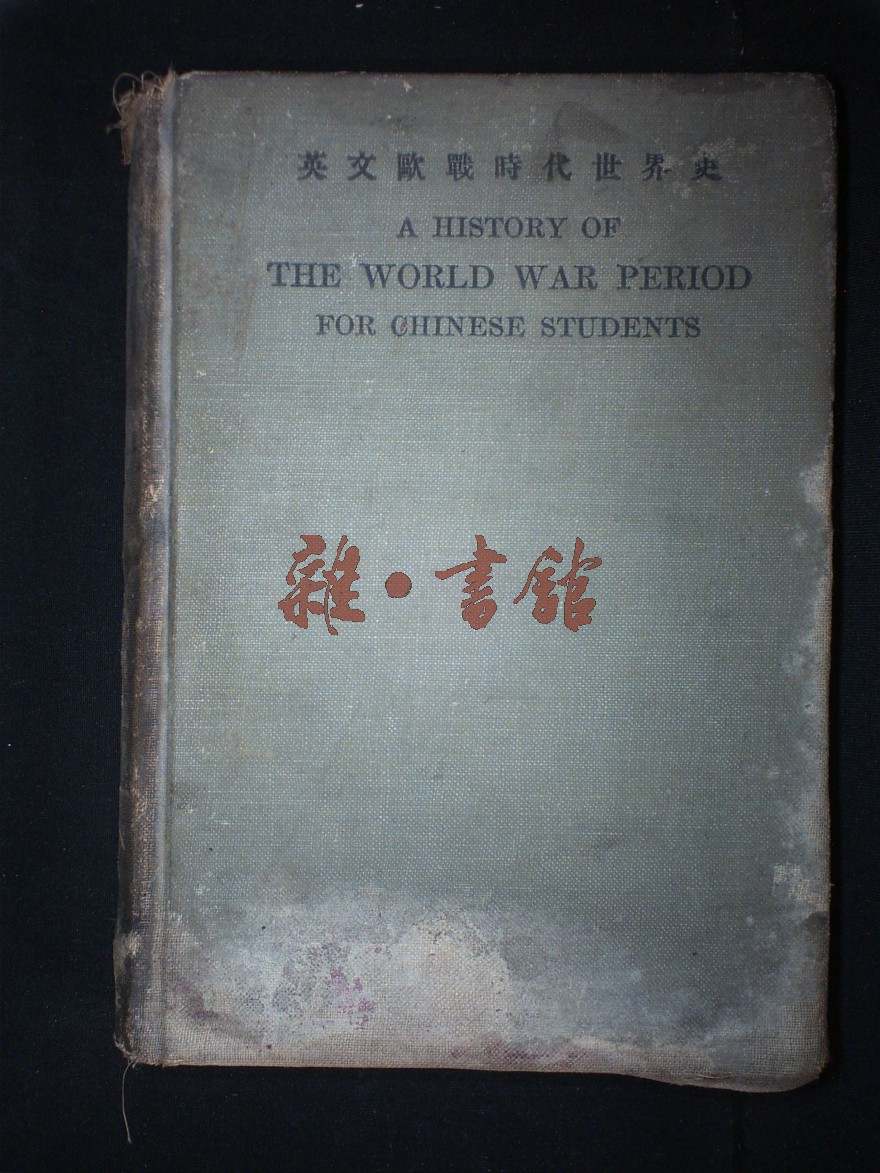 英文歐戰時代世界史
A HISTORY OF
THE WORLD WAR PERIOD
FOR CHINESE STUDENTS
雜·書館